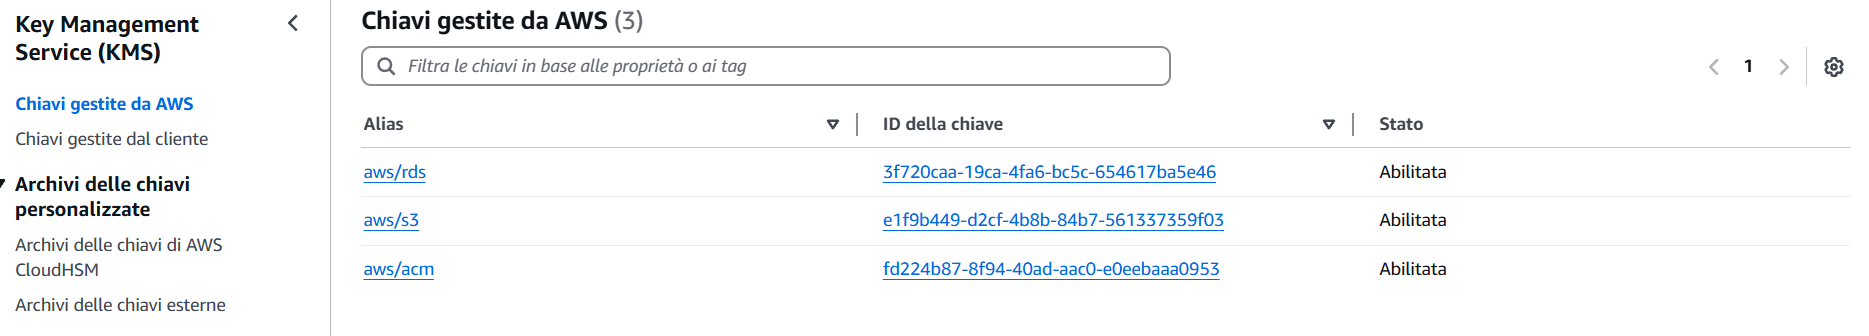 Key Management
Service (KMS)
Chiavi gestite da AWS
Chiavi gestite dal cliente
Archivi delle chiavi
personalizzate
Archivi delle chiavi di AWS
CloudHSM
Archivi delle chiavi esterne
Chiavi gestite da AWS (3)
Filtra le chiavi in base alle proprietà o ai tag
1
Alias ID della chiave Stato
aws/rds 3f720caa-19ca-4fa6-bc5c-654617ba5e46 Abilitata
aws/s3 e1f9b449-d2cf-4b8b-84b7-561337359f03 Abilitata
aws/acm fd224b87-8f94-40ad-aac0-e0eebaaa0953 Abilitata